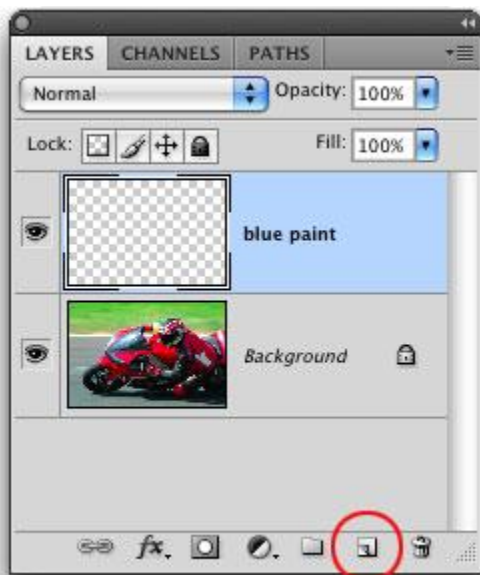 LAYERS CHANNELS PATHS
Normal Opacity: 100%
Lock: Fill: 100%
blue paint
Background
fx.